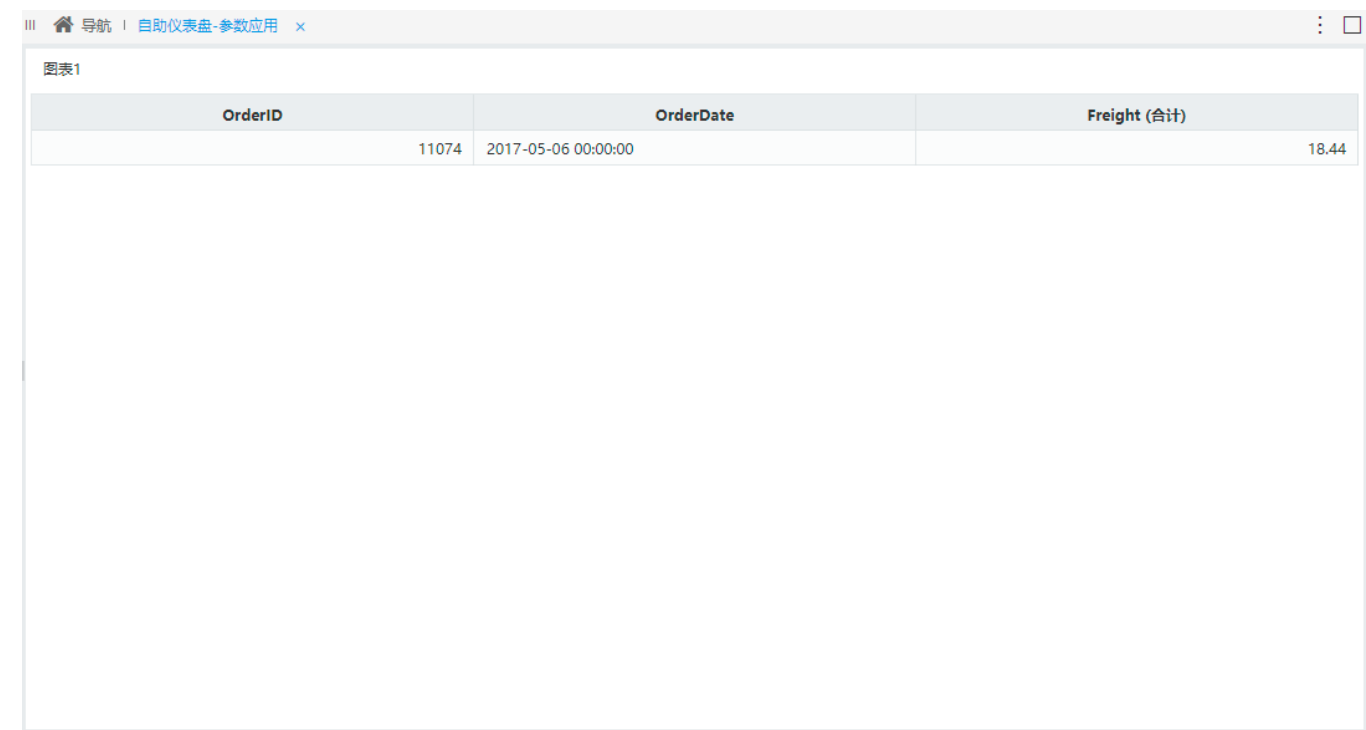 导航 自助仪表盘-参数应用 ×
图表1
OrderID OrderDate Freight (合计)
11074 2017-05-06 00:00:00 18.44